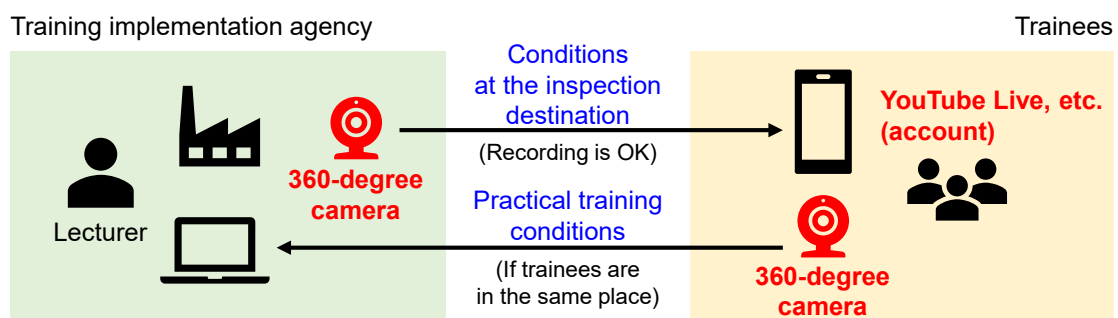 Training implementation agency
Trainees
Conditions
at the inspection
destination
(Recording is OK)
YouTube Live, etc.
(account)
360-degree
camera
Lecturer
Practical training
conditions
(If trainees are
in the same place)
360-degree
camera